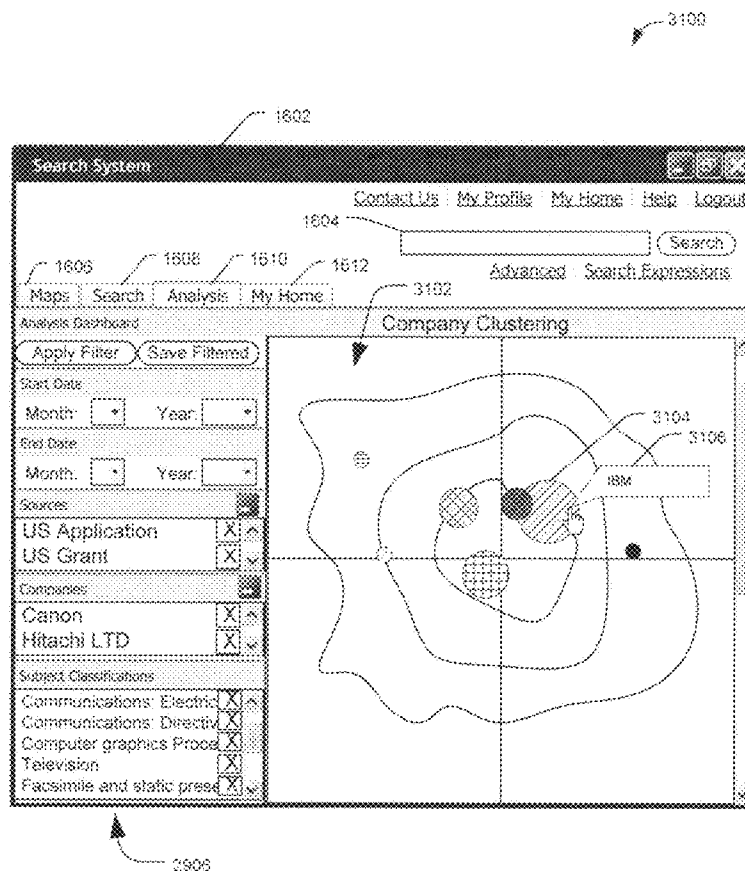 3100
1602
Search System
Contact Us My Profile My Home Help Logout
1604
Search
1606 1608 1610 1612
Advanced Search Expressions
Maps Search Analysis My Home
3102
Analysis Dashboard
Company Clustering
Apply Filter Save Filtered
Start Date
Month: Year:
3104
3106
End Date
Month: Year:
IBM
Sources
US Application X
US Grant X
Companies
Canon X
Hitachi LTD X
Subject Classifications
Communications: Electric X
Communications: Directiv X
Computer graphics Proce X
Television X
Facsimile and static prese X
2906